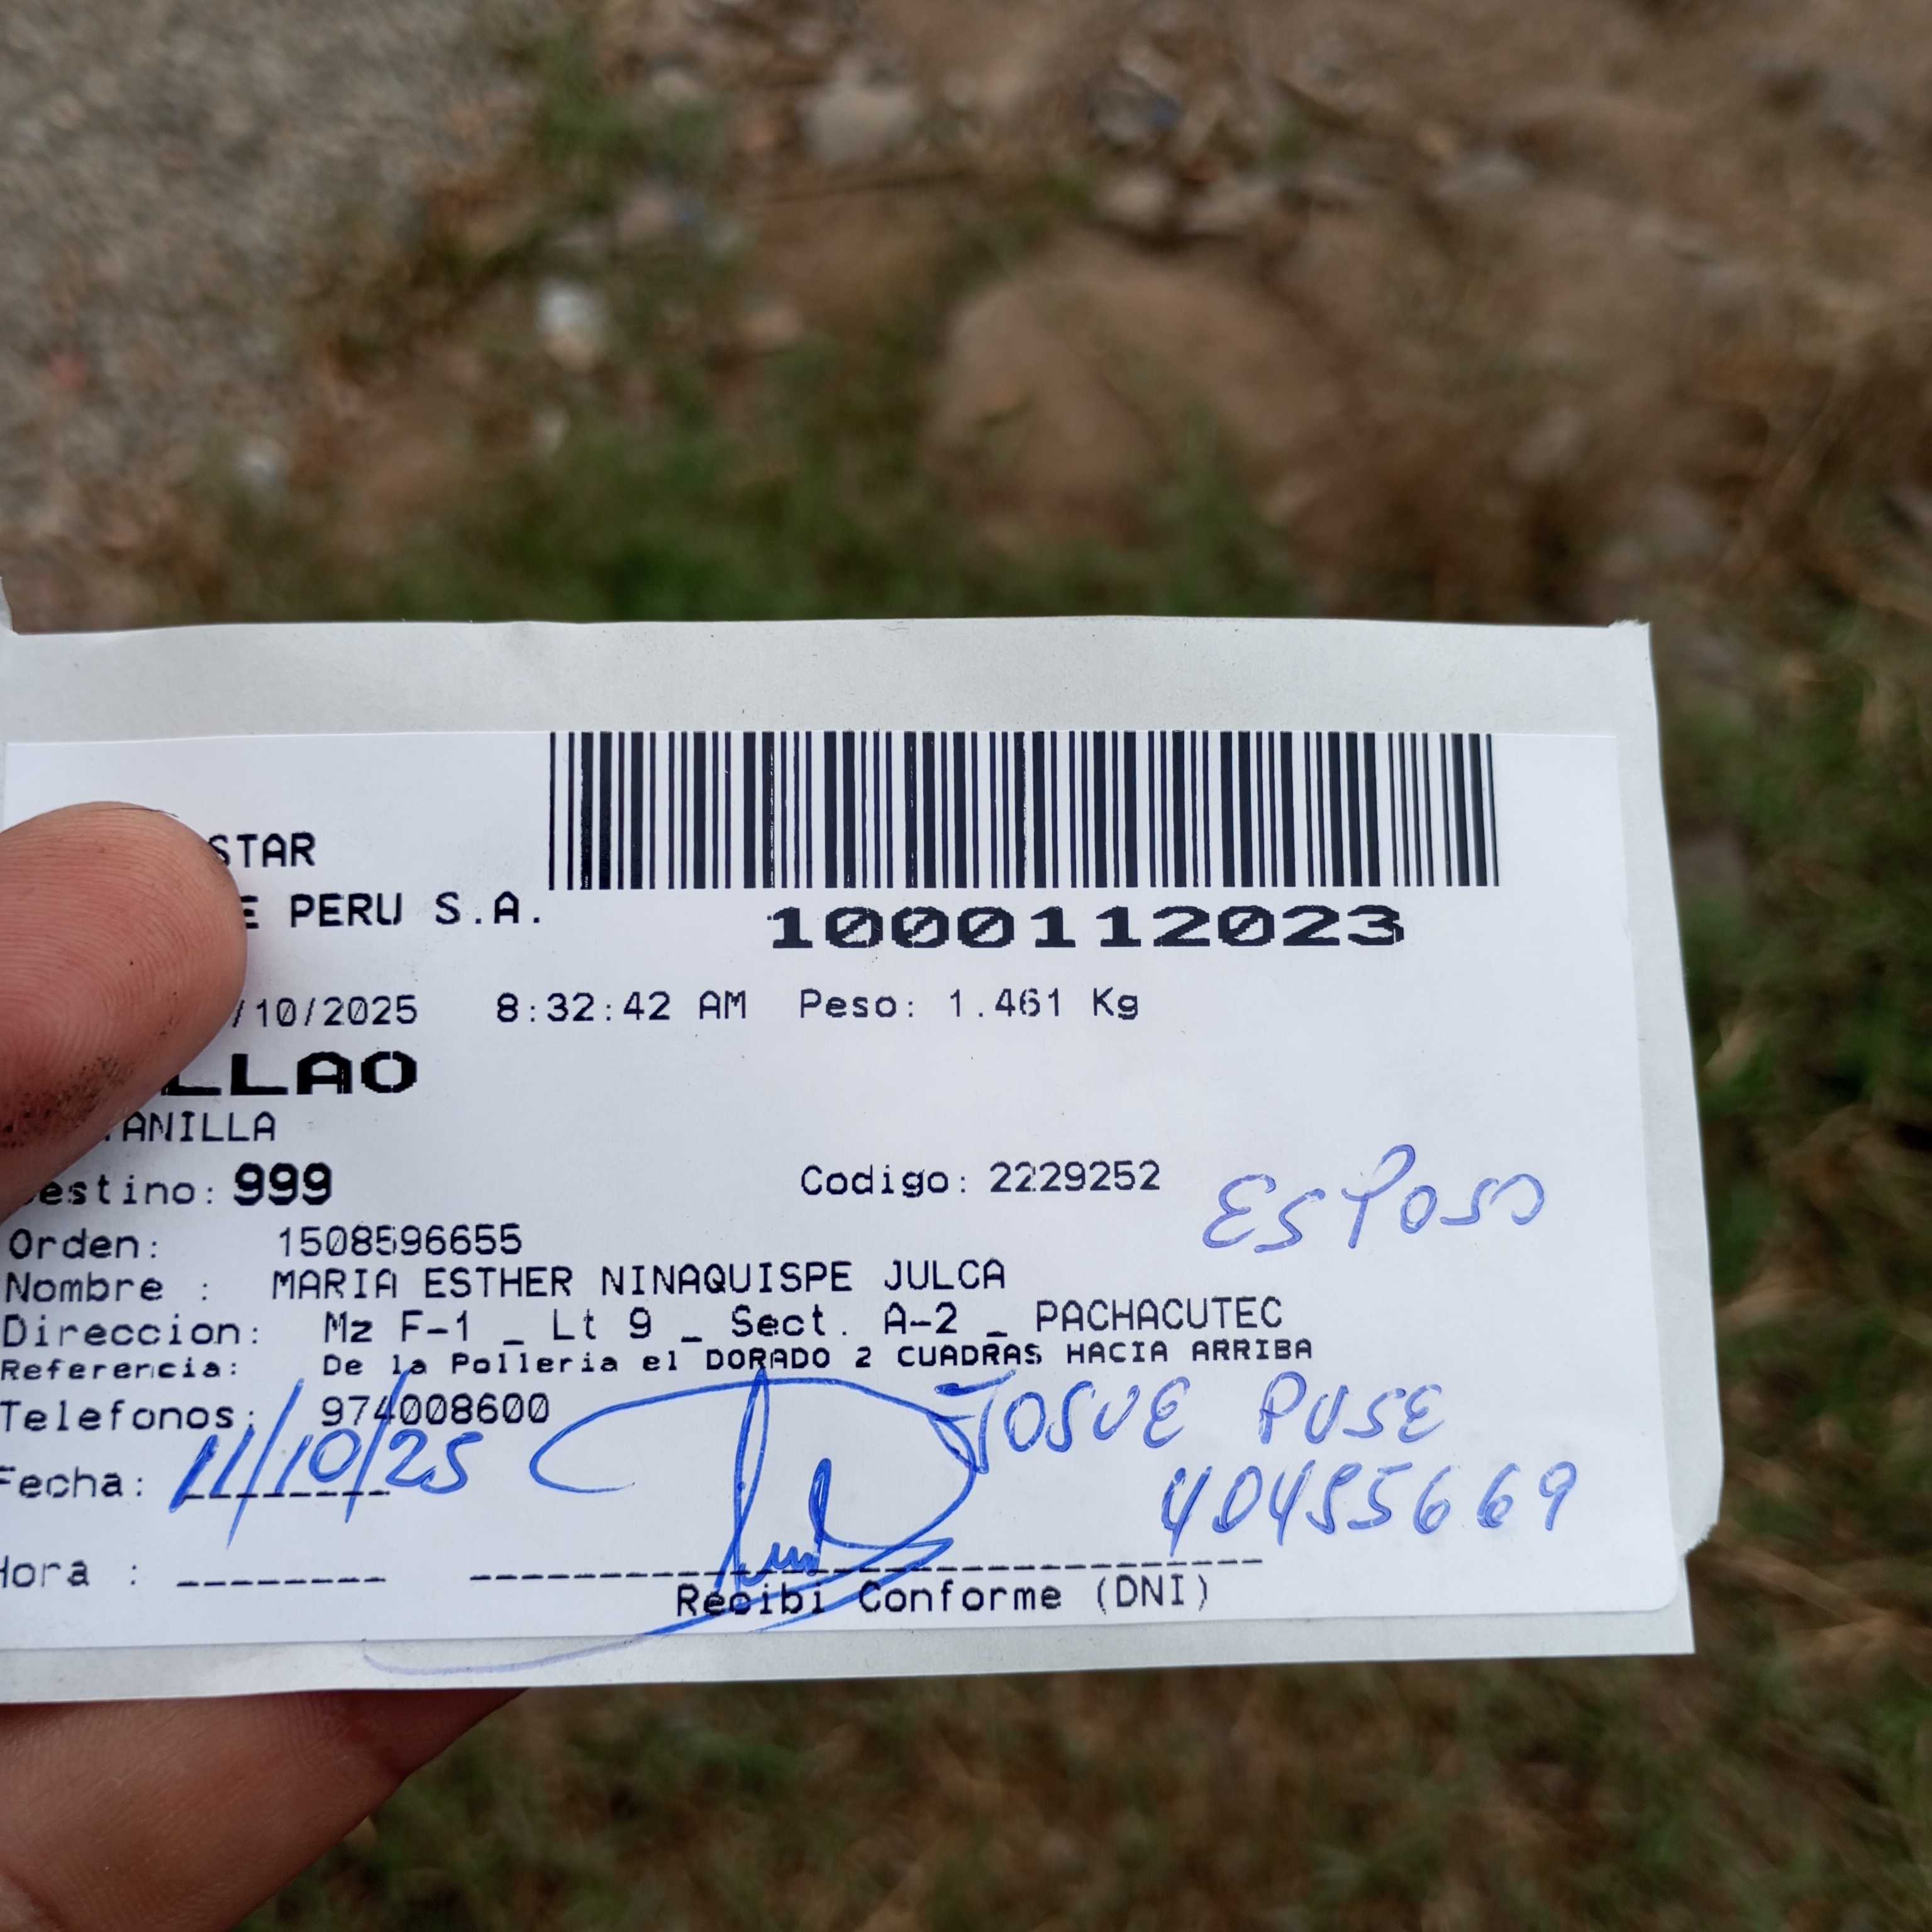 STAR
E PERU S.A.
1000112023
/10/2025 8:32:42 AM Peso: 1.461 Kg
LLAO
ANILLA
estino: 999 Codigo: 2229252
ESPOSO
Orden: 1508596655
Nombre : MARIA ESTHER NINAQUISPE JULCA
Direccion: Mz F-1 _ Lt 9 _ Sect. A-2 _ PACHACUTEC
Referencia: De la Polleria el DORADO 2 CUADRAS HACIA ARRIBA
Telefonos: 974008600
JOSUE PUSE
Fecha: 11/10/25
40495669
Hora :
Recibi Conforme (DNI)